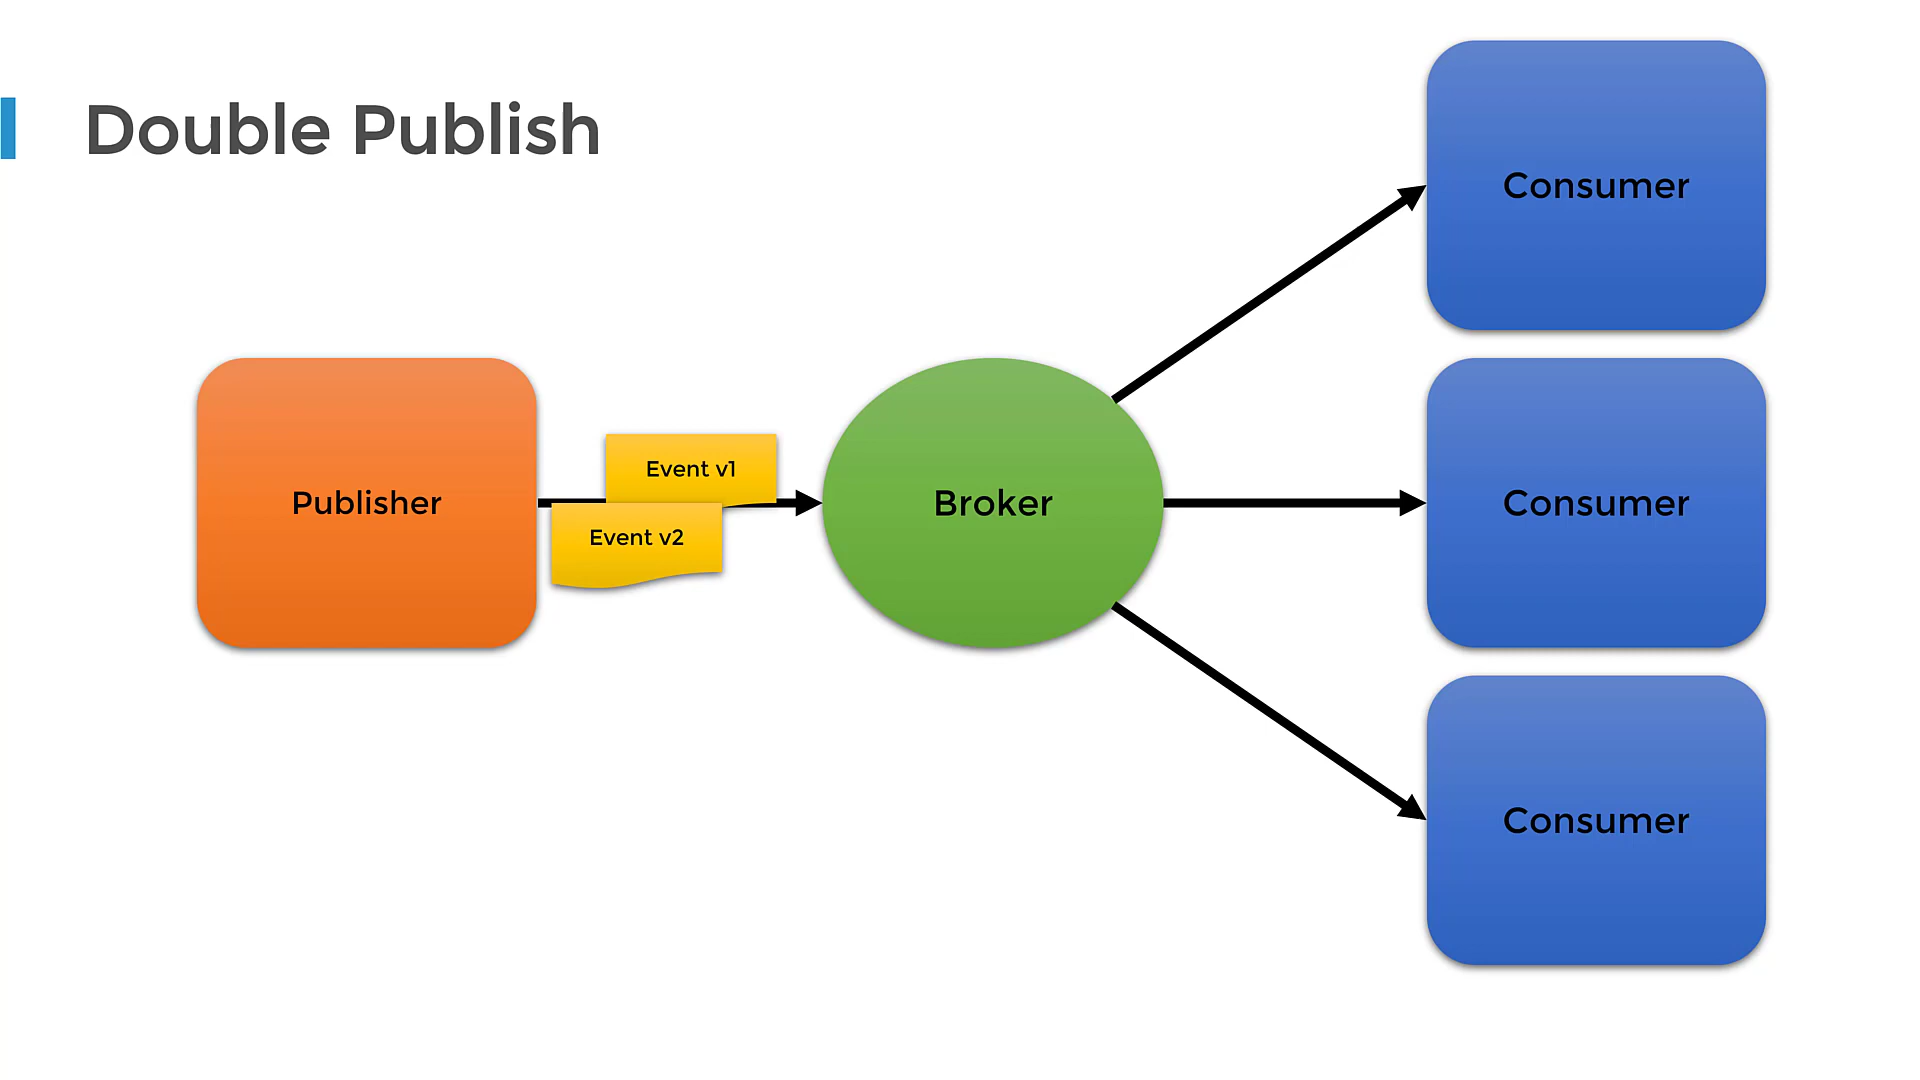 Double Publish
Consumer
Publisher
Event v1
Event v2
Broker
Consumer
Consumer